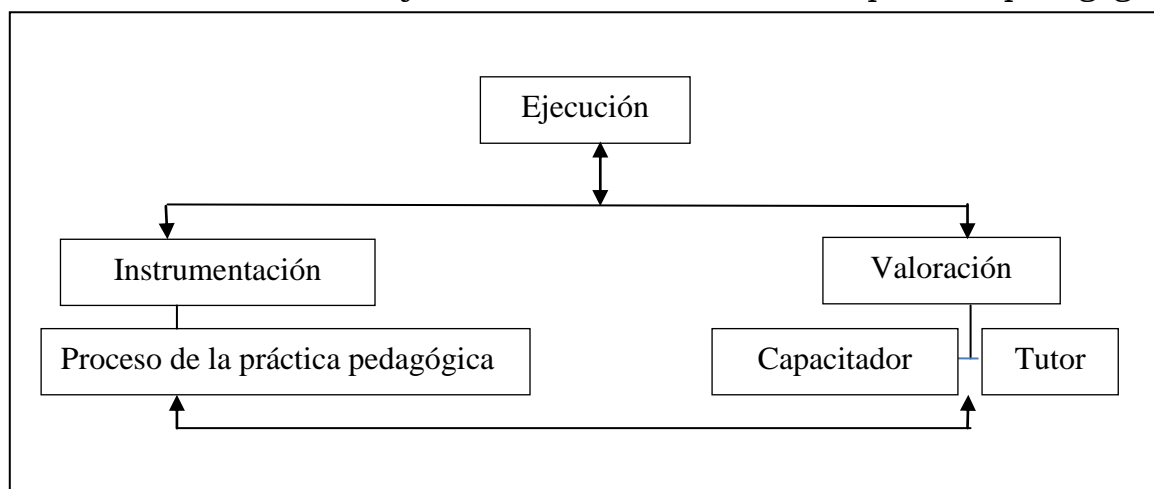 Ejecución
Instrumentación
Valoración
Proceso de la práctica pedagógica
Capacitador
Tutor